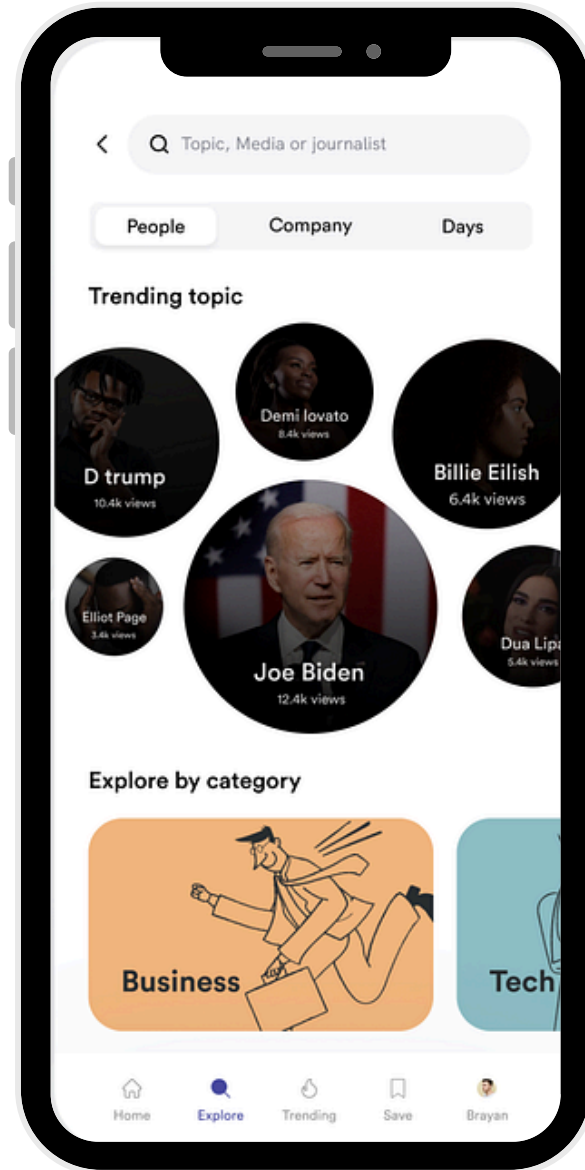 Topic, Media or journalist
People
Company
Days
Trending topic
Demi lovato
8.4k views
D trump
10.4k views
Billie Eilish
6.4k views
Elliot Page
3.4k views
Joe Biden
12.4k views
Dua Lipa
5.4k views
Explore by category
Business
Tech
Home
Explore
Trending
Save
Brayan